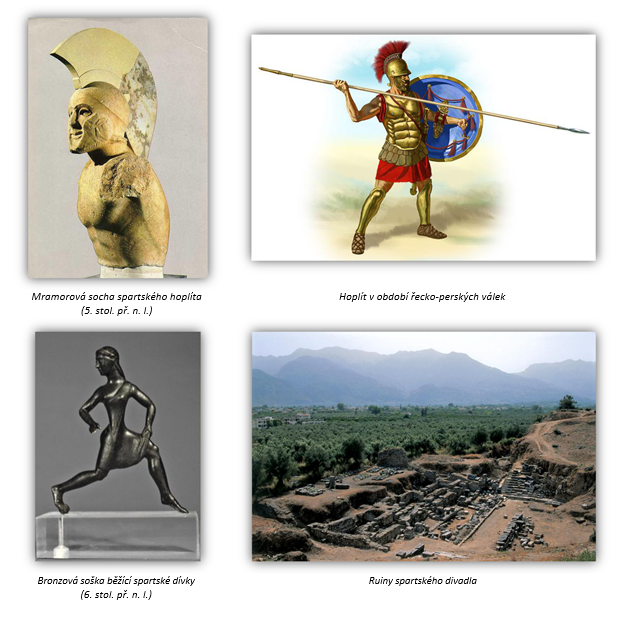 Mramorová socha spartského hoplíta
(5. stol. př. n. l.)
Hoplít v období řecko-perských válek
Bronzová soška běžící spartské dívky
(6. stol. př. n. l.)
Ruiny spartského divadla